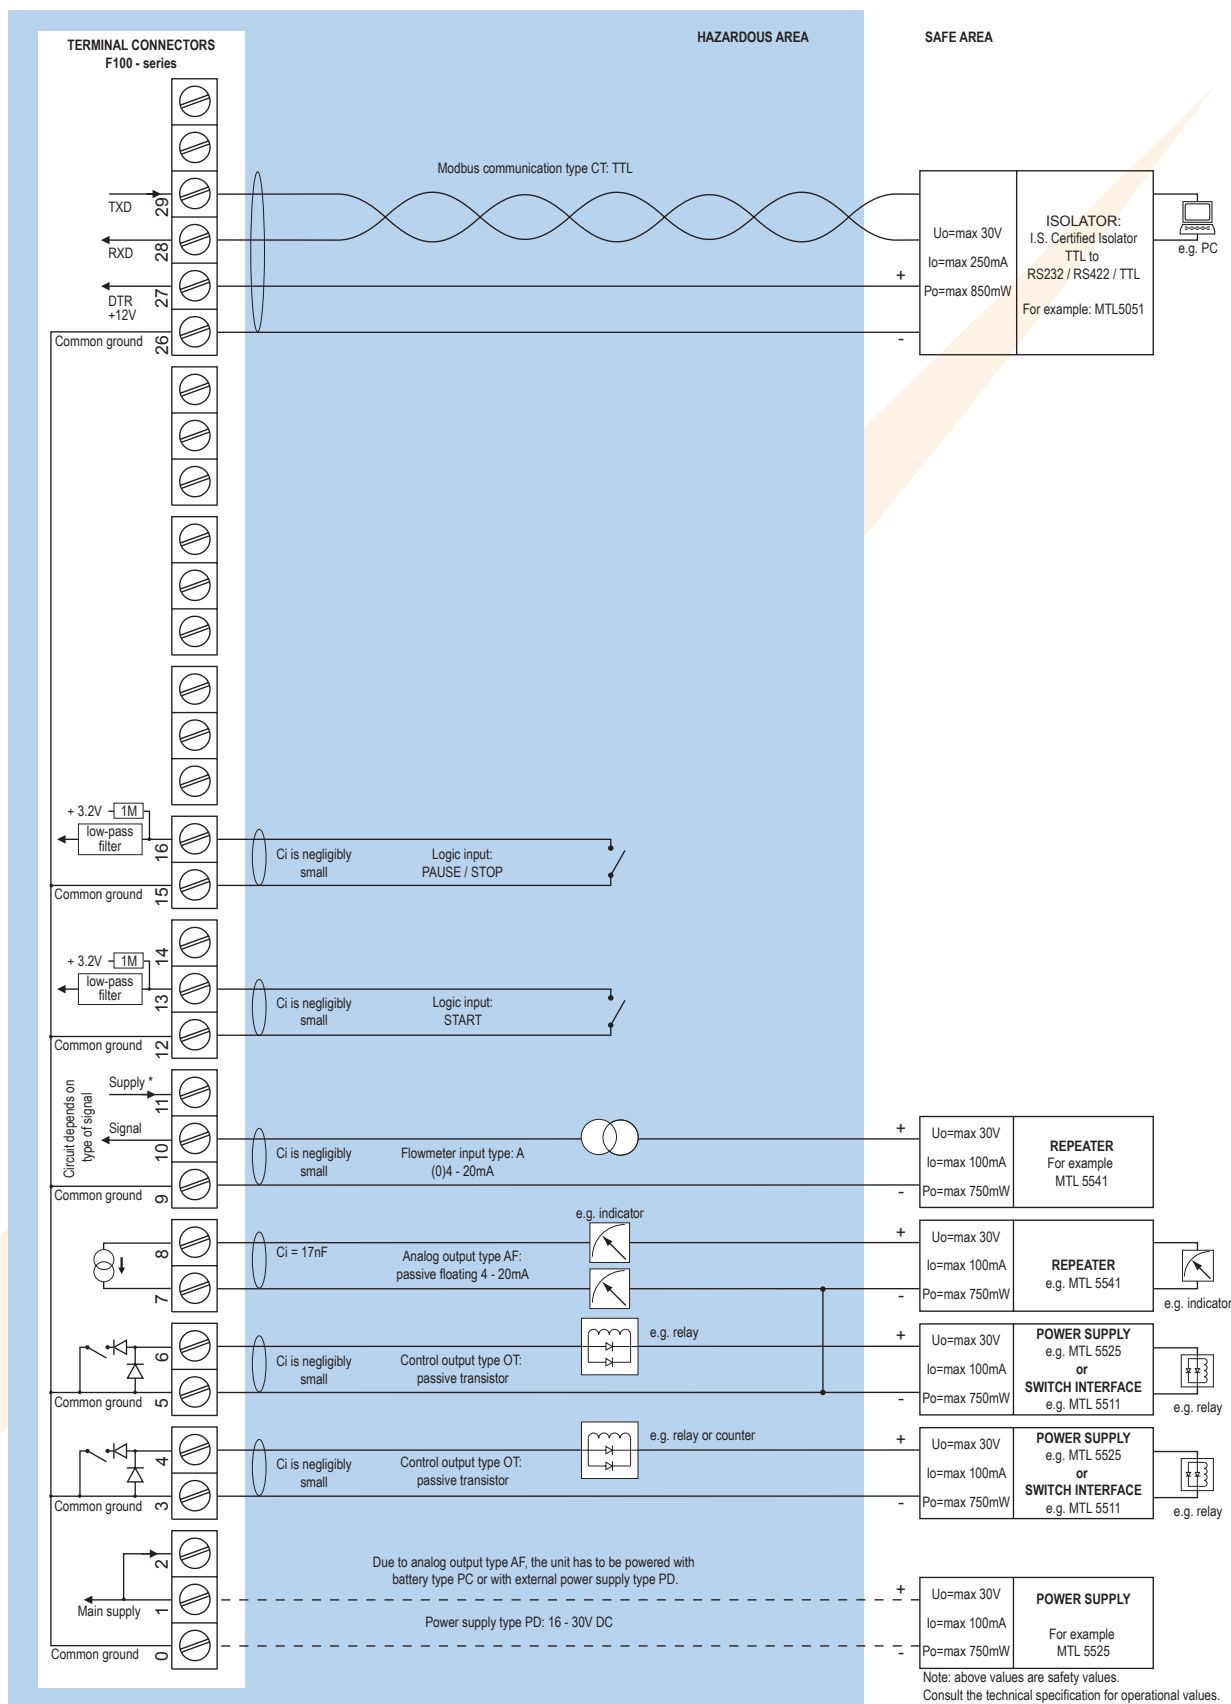 TERMINAL CONNECTORS
F100 - series
HAZARDOUS AREA
SAFE AREA
Modbus communication type CT: TTL
TXD
29
RXD
28
DTR
+12V
27
Common ground
26
+
-
Uo=max 30V
Io=max 250mA
Po=max 850mW
ISOLATOR:
I.S. Certified Isolator
TTL to
RS232 / RS422 / TTL
For example: MTL5051
e.g. PC
+ 3.2V
1M
low-pass
filter
16
Common ground
15
Ci is negligibly
small
Logic input:
PAUSE / STOP
14
+ 3.2V
1M
low-pass
filter
13
Common ground
12
Ci is negligibly
small
Logic input:
START
Circuit depends on
type of signal
Supply *
11
Signal
10
Common ground
9
Ci is negligibly
small
Flowmeter input type: A
(0)4 - 20mA
+
-
Uo=max 30V
Io=max 100mA
Po=max 750mW
REPEATER
For example
MTL 5541
8
7
Ci = 17nF
Analog output type AF:
passive floating 4 - 20mA
e.g. indicator
+
-
Uo=max 30V
Io=max 100mA
Po=max 750mW
REPEATER
e.g. MTL 5541
e.g. indicator
6
Common ground
5
Ci is negligibly
small
Control output type OT:
passive transistor
e.g. relay
+
-
Uo=max 30V
Io=max 100mA
Po=max 750mW
POWER SUPPLY
e.g. MTL 5525
or
SWITCH INTERFACE
e.g. MTL 5511
e.g. relay
4
Common ground
3
Ci is negligibly
small
Control output type OT:
passive transistor
e.g. relay or counter
+
-
Uo=max 30V
Io=max 100mA
Po=max 750mW
POWER SUPPLY
e.g. MTL 5525
or
SWITCH INTERFACE
e.g. MTL 5511
e.g. relay
2
Main supply
1
Common ground
0
Due to analog output type AF, the unit has to be powered with
battery type PC or with external power supply type PD.
Power supply type PD: 16 - 30V DC
+
-
Uo=max 30V
Io=max 100mA
Po=max 750mW
POWER SUPPLY
For example
MTL 5525
Note: above values are safety values.
Consult the technical specification for operational values.